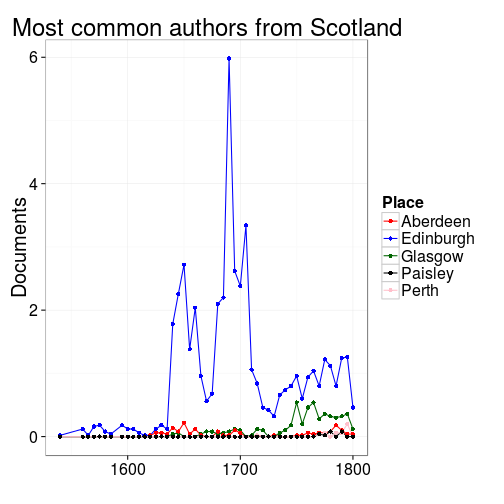 Most common authors from Scotland
6
4
2
0
Documents
1600
1700
1800
Place
Aberdeen
Edinburgh
Glasgow
Paisley
Perth